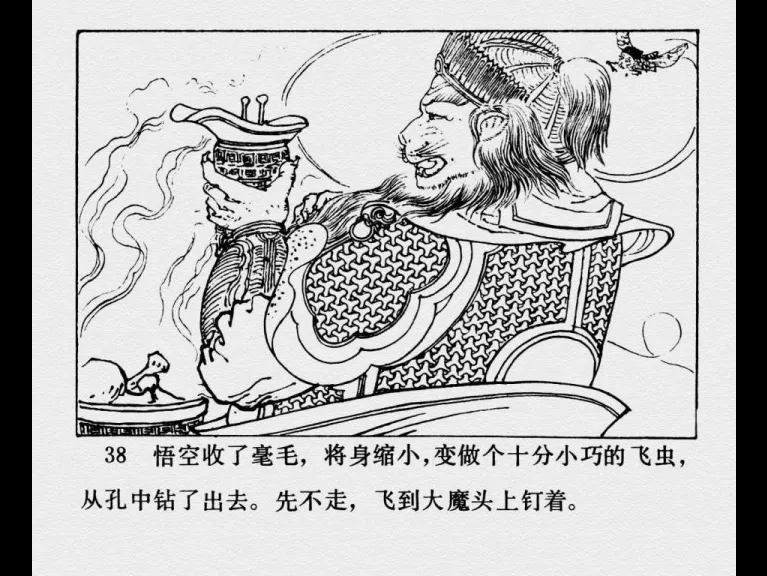 38 悟空收了毫毛，将身缩小，变做个十分小巧的飞虫，
从孔中钻了出去。先不走，飞到大魔头上钉着。